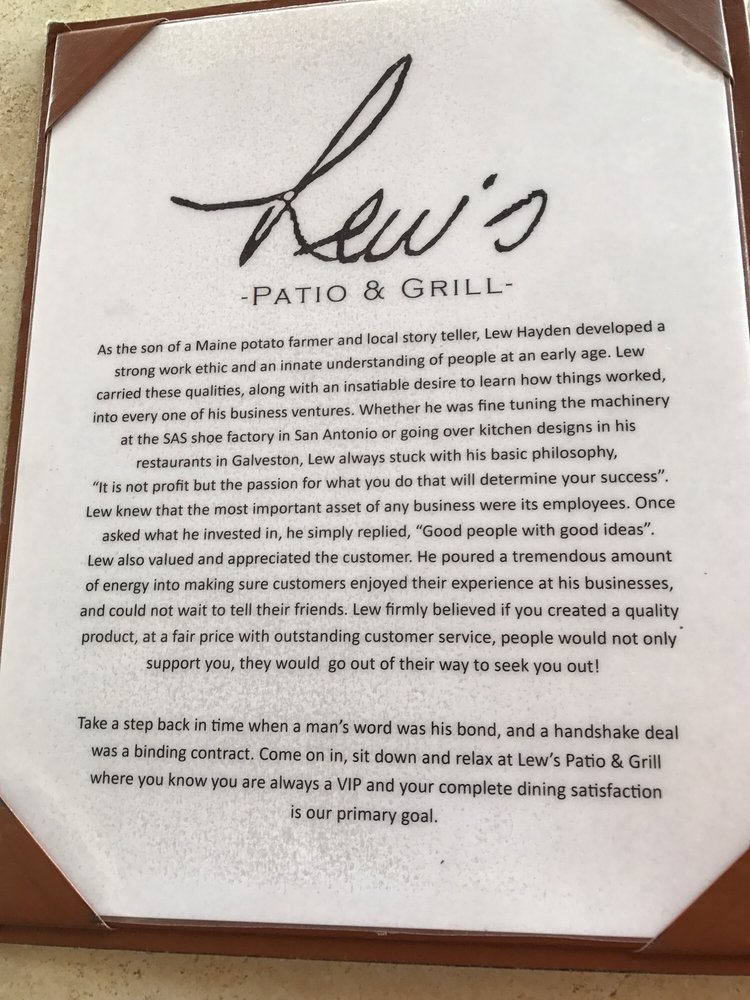 Lew's
-PATIO & GRILL-
As the son of a Maine potato farmer and local story teller, Lew Hayden developed a
strong work ethic and an innate understanding of people at an early age. Lew
carried these qualities, along with an insatiable desire to learn how things worked,
into every one of his business ventures. Whether he was fine tuning the machinery
at the SAS shoe factory in San Antonio or going over kitchen designs in his
restaurants in Galveston, Lew always stuck with his basic philosophy,
“It is not profit but the passion for what you do that will determine your success”.
Lew knew that the most important asset of any business were its employees. Once
asked what he invested in, he simply replied, “Good people with good ideas”.
Lew also valued and appreciated the customer. He poured a tremendous amount
of energy into making sure customers enjoyed their experience at his businesses,
and could not wait to tell their friends. Lew firmly believed if you created a quality
product, at a fair price with outstanding customer service, people would not only
support you, they would go out of their way to seek you out!
Take a step back in time when a man’s word was his bond, and a handshake deal
was a binding contract. Come on in, sit down and relax at Lew’s Patio & Grill
where you know you are always a VIP and your complete dining satisfaction
is our primary goal.